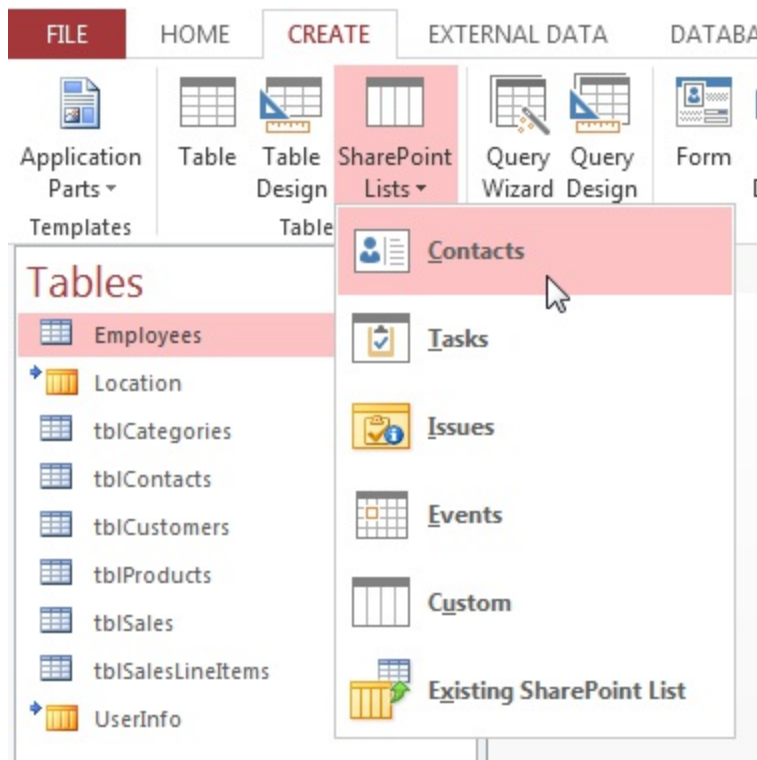 FILE HOME CREATE EXTERNAL DATA DATABA
Application Parts
Table
Table Design
SharePoint Lists
Query Wizard
Query Design
Form
Templates
Table
Tables
Employees
Location
tblCategories
tblContacts
tblCustomers
tblProducts
tblSales
tblSalesLineItems
UserInfo
Contacts
Tasks
Issues
Events
Custom
Existing SharePoint List